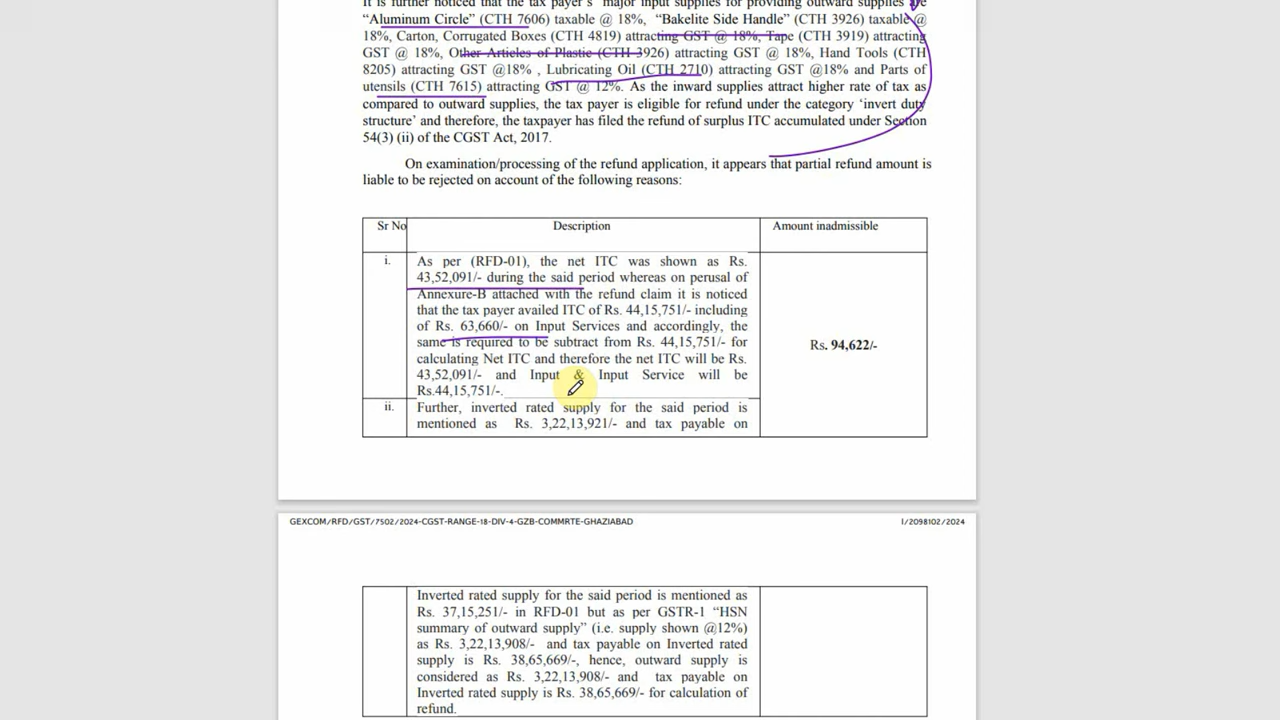 It is further noticed that the tax payer's major input supplies for providing outward supplies are
"Aluminum Circle" (CTH 7606) taxable @ 18%, "Bakelite Side Handle" (CTH 3926) taxable @
18%, Carton, Corrugated Boxes (CTH 4819) attracting GST @ 18%, Tape (CTH 3919) attracting
GST @ 18%, Other Articles of Plastic (CTH 3926) attracting GST @ 18%, Hand Tools (CTH
8205) attracting GST @18% , Lubricating Oil (CTH 2710) attracting GST @18% and Parts of
utensils (CTH 7615) attracting GST @ 12%. As the inward supplies attract higher rate of tax as
compared to outward supplies, the tax payer is eligible for refund under the category 'invert duty
structure' and therefore, the taxpayer has filed the refund of surplus ITC accumulated under Section
54(3) (ii) of the CGST Act, 2017.
On examination/processing of the refund application, it appears that partial refund amount is
liable to be rejected on account of the following reasons:
Sr No Description Amount inadmissible
i. As per (RFD-01), the net ITC was shown as Rs.
43,52,091/- during the said period whereas on perusal of
Annexure-B attached with the refund claim it is noticed
that the tax payer availed ITC of Rs. 44,15,751/- including
of Rs. 63,660/- on Input Services and accordingly, the
same is required to be subtract from Rs. 44,15,751/- for
calculating Net ITC and therefore the net ITC will be Rs.
43,52,091/- and Input & Input Service will be
Rs.44,15,751/-.
Rs. 94,622/-
ii. Further, inverted rated supply for the said period is
mentioned as Rs. 3,22,13,921/- and tax payable on
GEXCOM/RFD/GST/7502/2024-CGST-RANGE-18-DIV-4-GZB-COMMRTE-GHAZIABAD I/2098102/2024
Inverted rated supply for the said period is mentioned as
Rs. 37,15,251/- in RFD-01 but as per GSTR-1 "HSN
summary of outward supply" (i.e. supply shown @12%)
as Rs. 3,22,13,908/- and tax payable on Inverted rated
supply is Rs. 38,65,669/-, hence, outward supply is
considered as Rs. 3,22,13,908/- and tax payable on
Inverted rated supply is Rs. 38,65,669/- for calculation of
refund.